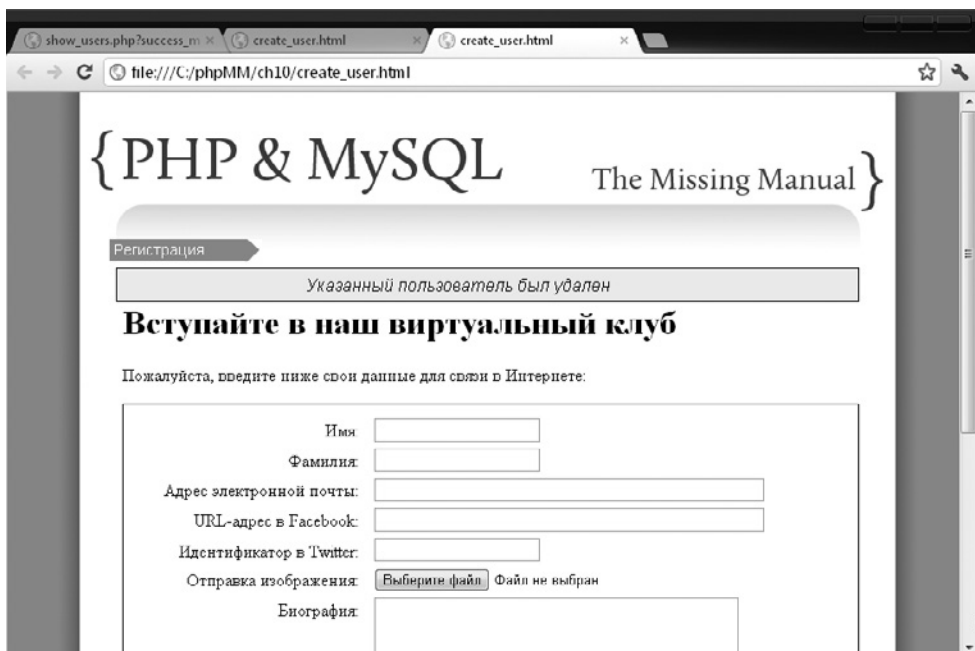 show_users.php?success_m
create_user.html
create_user.html
file:///C:/phpMM/ch10/create_user.html
{PHP & MySQL
The Missing Manual}
Регистрация
Указанный пользователь был удален
Вступайте в наш виртуальный клуб
Пожалуйста, введите ниже свои данные для связи в Интернете:
Имя:
Фамилия:
Адрес электронной почты:
URL-адрес в Facebook:
Идентификатор в Twitter:
Отправка изображения: Выберите файл Файл не выбран
Биография: